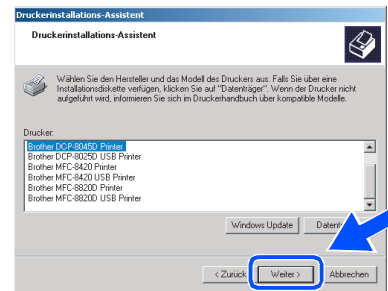 Druckerinstallations-Assistent
Druckerinstallations-Assistent
Wählen Sie den Hersteller und das Modell des Druckers aus. Falls Sie über eine
Installationsdiskette verfügen, klicken Sie auf "Datenträger". Wenn der Drucker nicht
aufgeführt wird, informieren Sie sich im Druckerhandbuch über kompatible Modelle.
Drucker:
Brother DCP-8045D Printer
Brother DCP-8025D USB Printer
Brother MFC-8420 Printer
Brother MFC-8420 USB Printer
Brother MFC-8820D Printer
Brother MFC-8820D USB Printer
Windows Update
< Zurück Weiter > Abbrechen